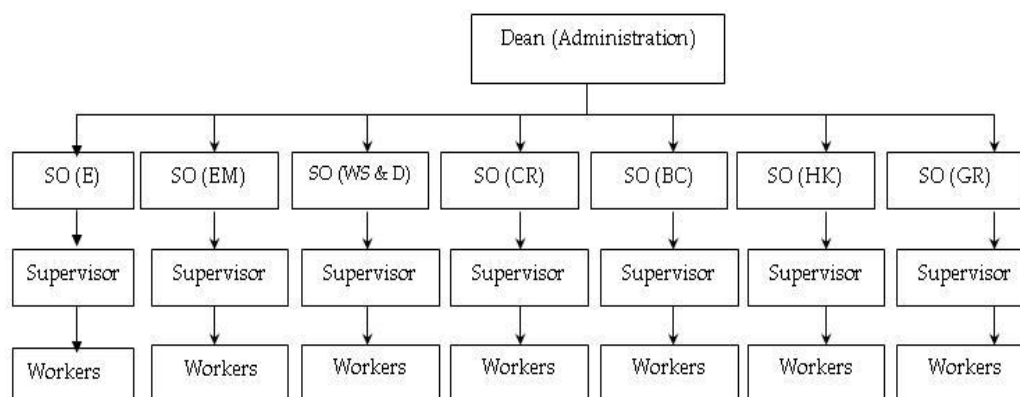 Dean (Administration)
SO (E) SO (EM) SO (WS & D) SO (CR) SO (BC) SO (HK) SO (GR)
Supervisor Supervisor Supervisor Supervisor Supervisor Supervisor Supervisor
Workers Workers Workers Workers Workers Workers Workers